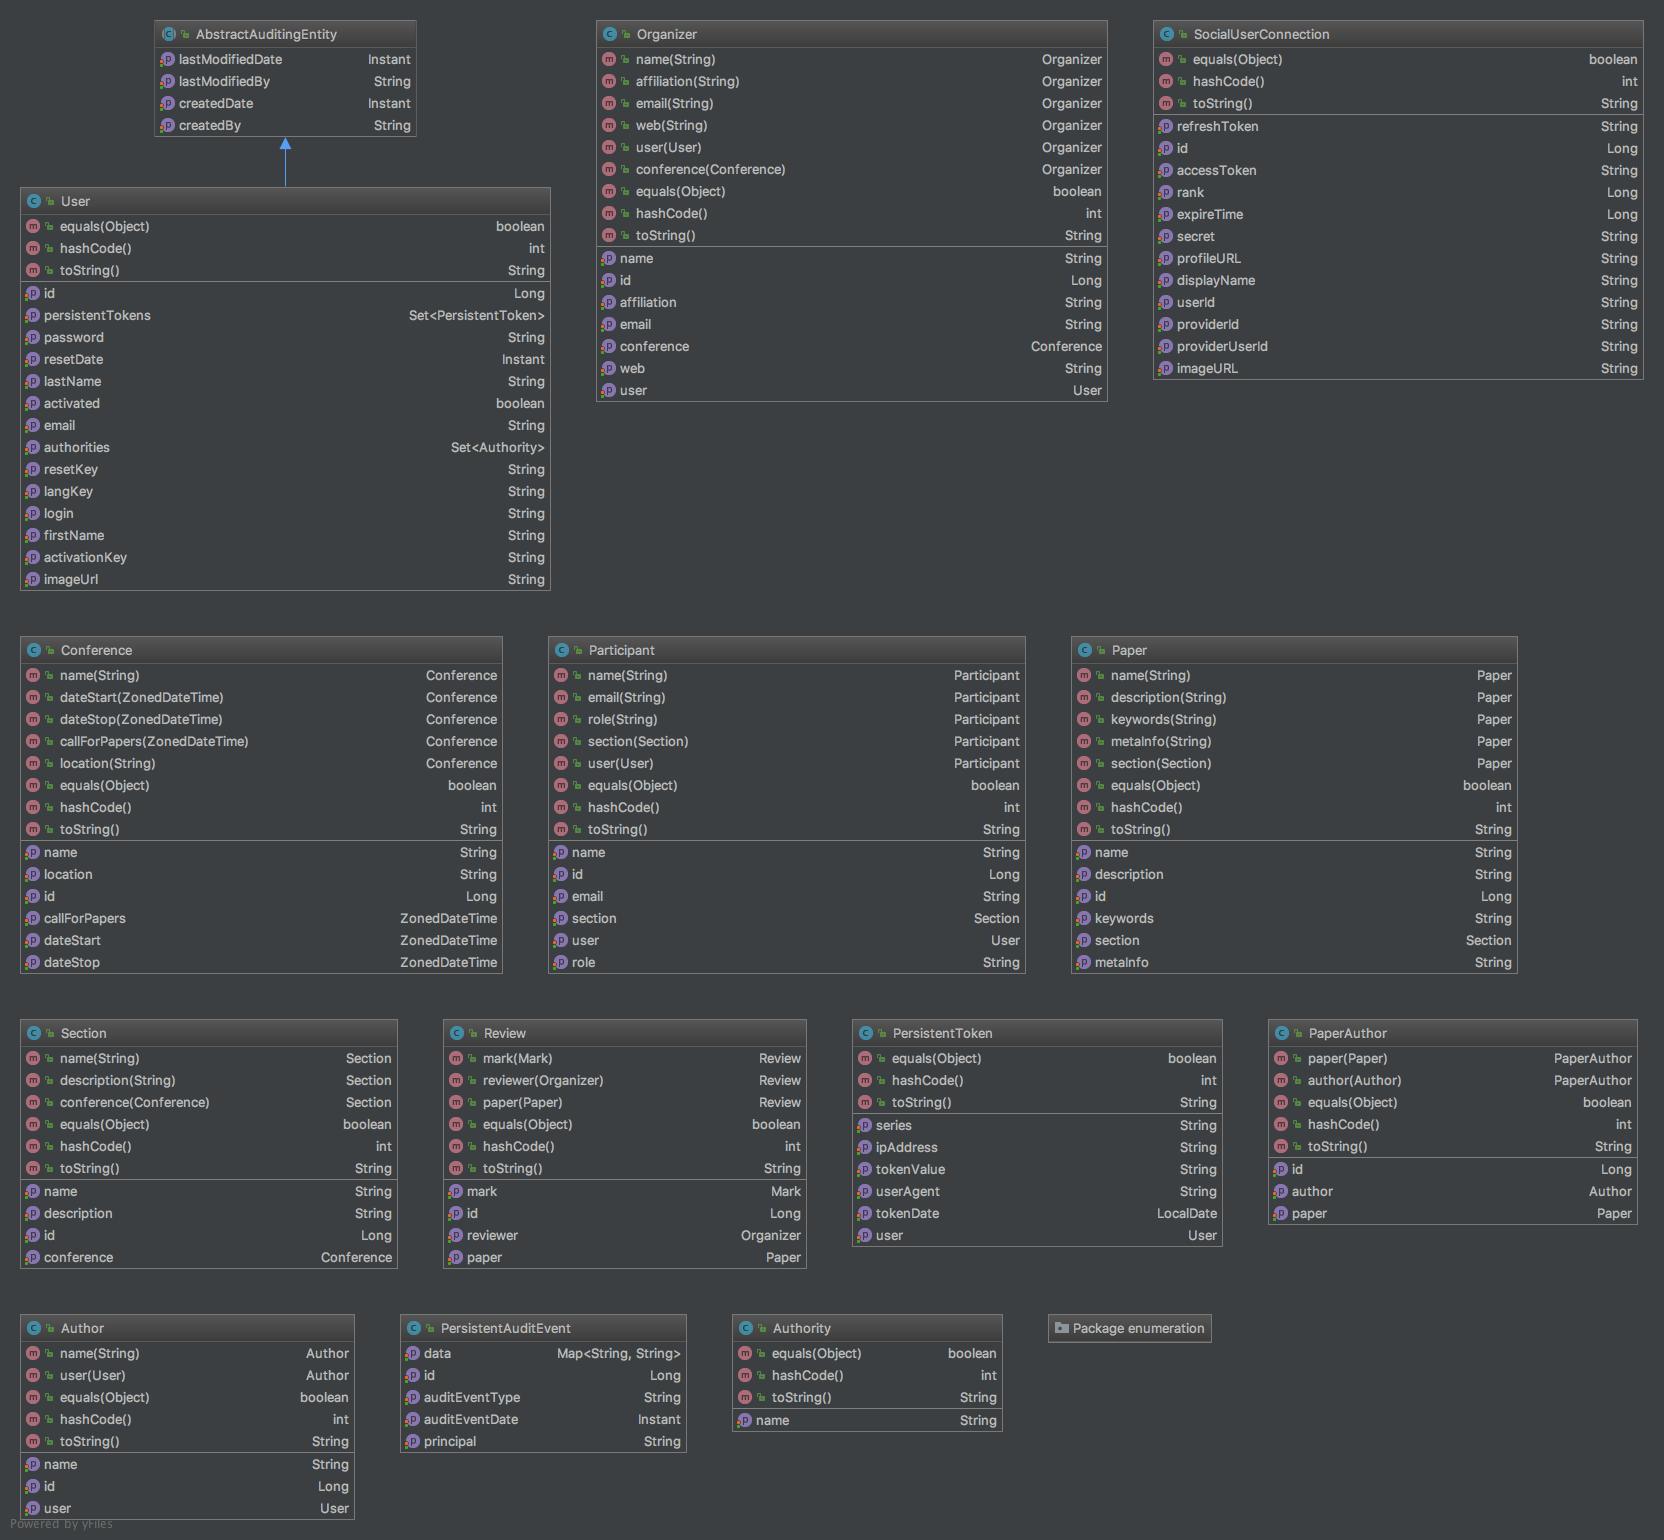 AbstractAuditingEntity
lastModifiedDate Instant
lastModifiedBy String
createdDate Instant
createdBy String
Organizer
name(String) Organizer
affiliation(String) Organizer
email(String) Organizer
web(String) Organizer
user(User) Organizer
conference(Conference) Organizer
equals(Object) boolean
hashCode() int
toString() String
name String
id Long
affiliation String
email String
conference Conference
web String
user User
SocialUserConnection
equals(Object) boolean
hashCode() int
toString() String
refreshToken String
id Long
accessToken String
rank Long
expireTime Long
secret String
profileURL String
displayName String
userId String
providerId String
providerUserId String
imageURL String
User
equals(Object) boolean
hashCode() int
toString() String
id Long
persistentTokens Set<PersistentToken>
password String
resetDate Instant
lastName String
activated boolean
email String
authorities Set<Authority>
resetKey String
langKey String
login String
firstName String
activationKey String
imageUrl String
Conference
name(String) Conference
dateStart(ZonedDateTime) Conference
dateStop(ZonedDateTime) Conference
callForPapers(ZonedDateTime) Conference
location(String) Conference
equals(Object) boolean
hashCode() int
toString() String
name String
location String
id Long
callForPapers ZonedDateTime
dateStart ZonedDateTime
dateStop ZonedDateTime
Participant
name(String) Participant
email(String) Participant
role(String) Participant
section(Section) Participant
user(User) Participant
equals(Object) boolean
hashCode() int
toString() String
name String
id Long
email String
section Section
user User
role String
Paper
name(String) Paper
description(String) Paper
keywords(String) Paper
metaInfo(String) Paper
section(Section) Paper
equals(Object) boolean
hashCode() int
toString() String
name String
description String
id Long
keywords String
section Section
metaInfo String
Section
name(String) Section
description(String) Section
conference(Conference) Section
equals(Object) boolean
hashCode() int
toString() String
name String
description String
id Long
conference Conference
Review
mark(Mark) Review
reviewer(Organizer) Review
paper(Paper) Review
equals(Object) boolean
hashCode() int
toString() String
mark Mark
id Long
reviewer Organizer
paper Paper
PersistentToken
equals(Object) boolean
hashCode() int
toString() String
series String
ipAddress String
tokenValue String
userAgent String
tokenDate LocalDate
user User
PaperAuthor
paper(Paper) PaperAuthor
author(Author) PaperAuthor
equals(Object) boolean
hashCode() int
toString() String
id Long
author Author
paper Paper
Author
name(String) Author
user(User) Author
equals(Object) boolean
hashCode() int
toString() String
name String
id Long
user User
PersistentAuditEvent
data Map<String, String>
id Long
auditEventType String
auditEventDate Instant
principal String
Authority
equals(Object) boolean
hashCode() int
toString() String
name String
Package enumeration
Powered by yFiles